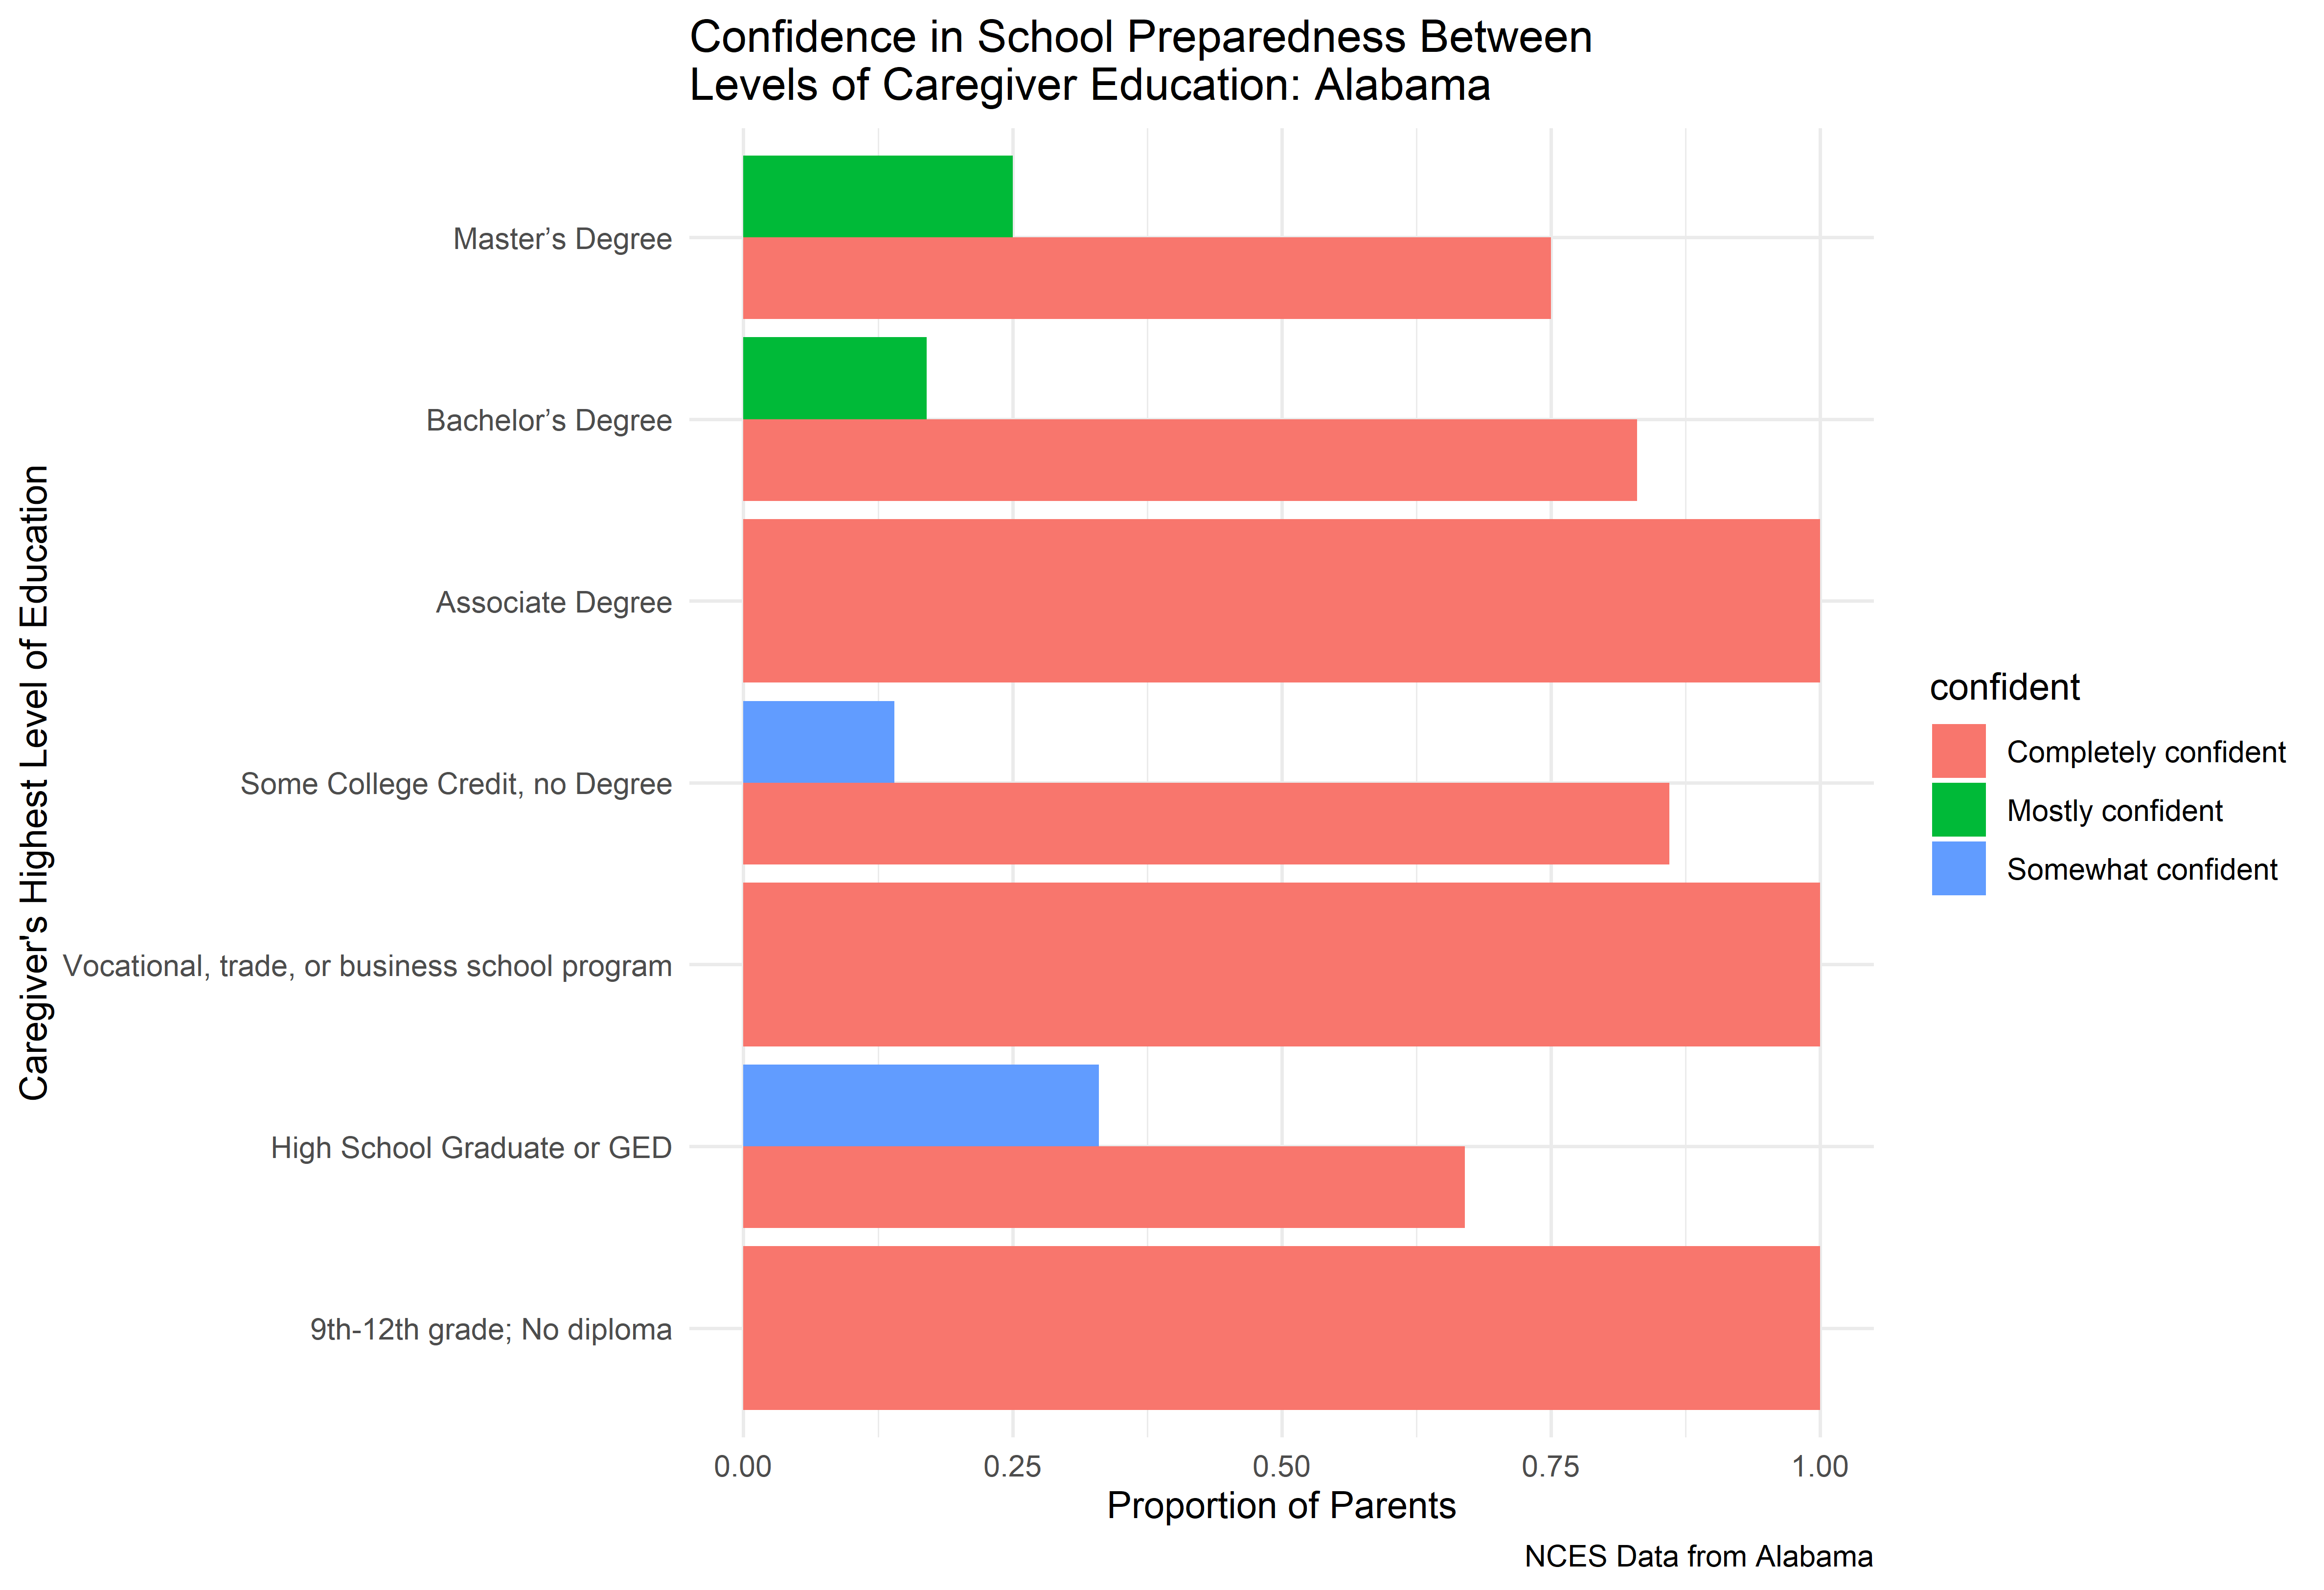 Confidence in School Preparedness Between
Levels of Caregiver Education: Alabama
Caregiver's Highest Level of Education
Master’s Degree
Bachelor’s Degree
Associate Degree
Some College Credit, no Degree
Vocational, trade, or business school program
High School Graduate or GED
9th-12th grade; No diploma
0.00 0.25 0.50 0.75 1.00
Proportion of Parents
confident
Completely confident
Mostly confident
Somewhat confident
NCES Data from Alabama